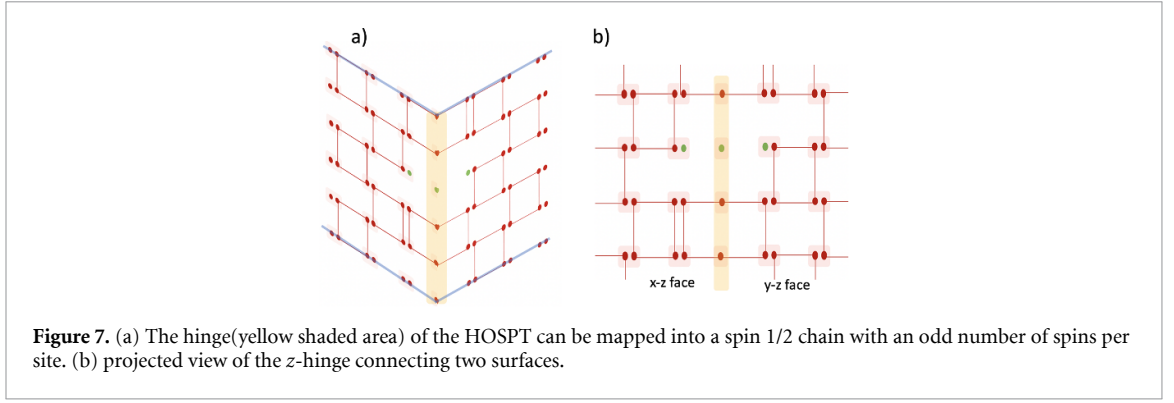 a)
b)
x-z face
y-z face
Figure 7. (a) The hinge(yellow shaded area) of the HOSPT can be mapped into a spin 1/2 chain with an odd number of spins per
site. (b) projected view of the z-hinge connecting two surfaces.